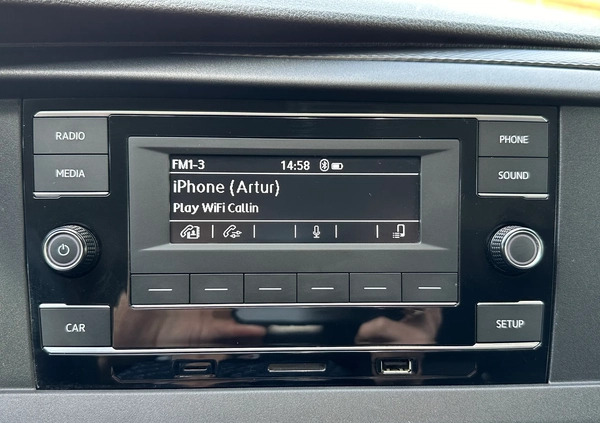 RADIO
MEDIA
FM1-3 14:58
iPhone (Artur)
Play WiFi Callin
PHONE
SOUND
CAR
SETUP